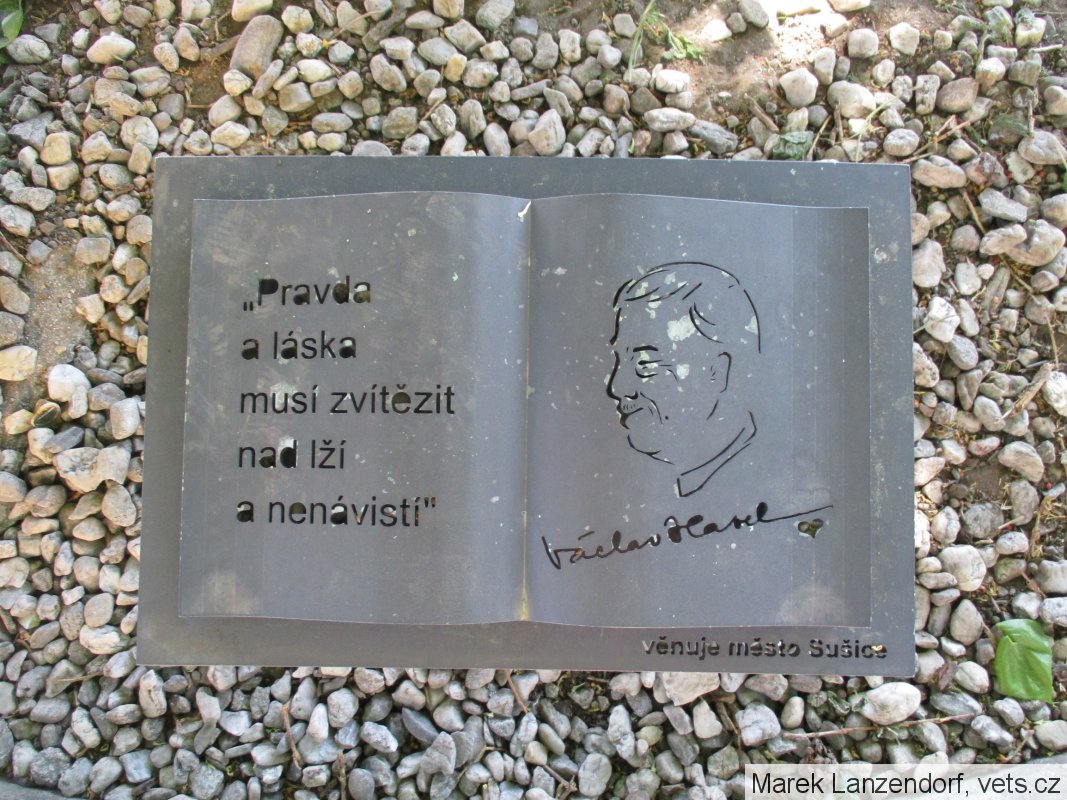 „Pravda
a láska
musí zvítězit
nad lží
a nenávistí"
Václav Havel
věnuje město Sušice
Marek Lanzendorf, vets.cz